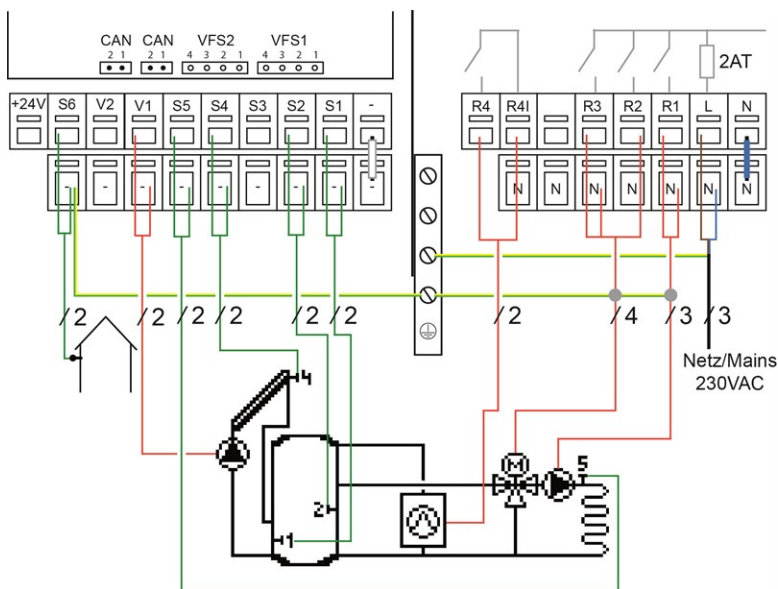 CAN CAN VFS2 VFS1
2 1 2 1 4 3 2 1 4 3 2 1
2AT
+24V S6 V2 V1 S5 S4 S3 S2 S1 - R4 R4I R3 R2 R1 L N
- - - - - - - - - N N N N N N
/2 /2 /2 /2 /2 /2 /2 /4 /3 /3
Netz/Mains
230VAC
4
M
5
2
1